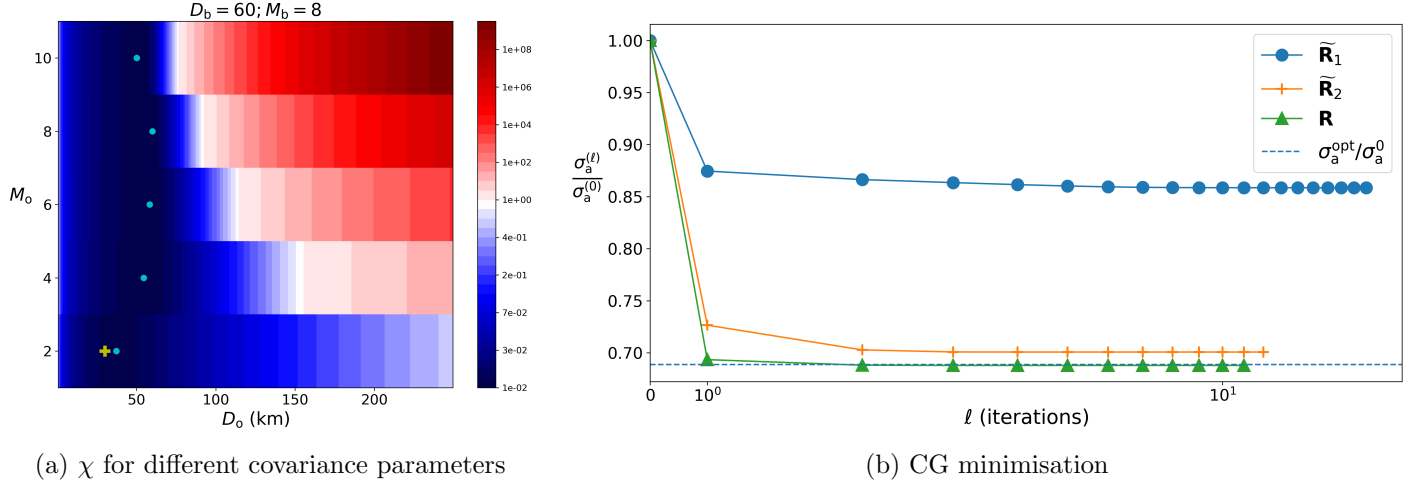 D_b = 60; M_b = 8
10
8
6
4
2
M_o
50
100
150
200
D_o (km)
1e+08
1e+06
1e+04
1e+02
1e+00
4e-01
2e-01
7e-02
3e-02
1e-02
(a) χ for different covariance parameters
1.00
0.95
0.90
0.85
0.80
0.75
0.70
σ_a^(ℓ)
σ_a^(0)
0
10^0
10^1
ℓ (iterations)
R̃_1
R̃_2
R
σ_a^opt/σ_a^0
(b) CG minimisation